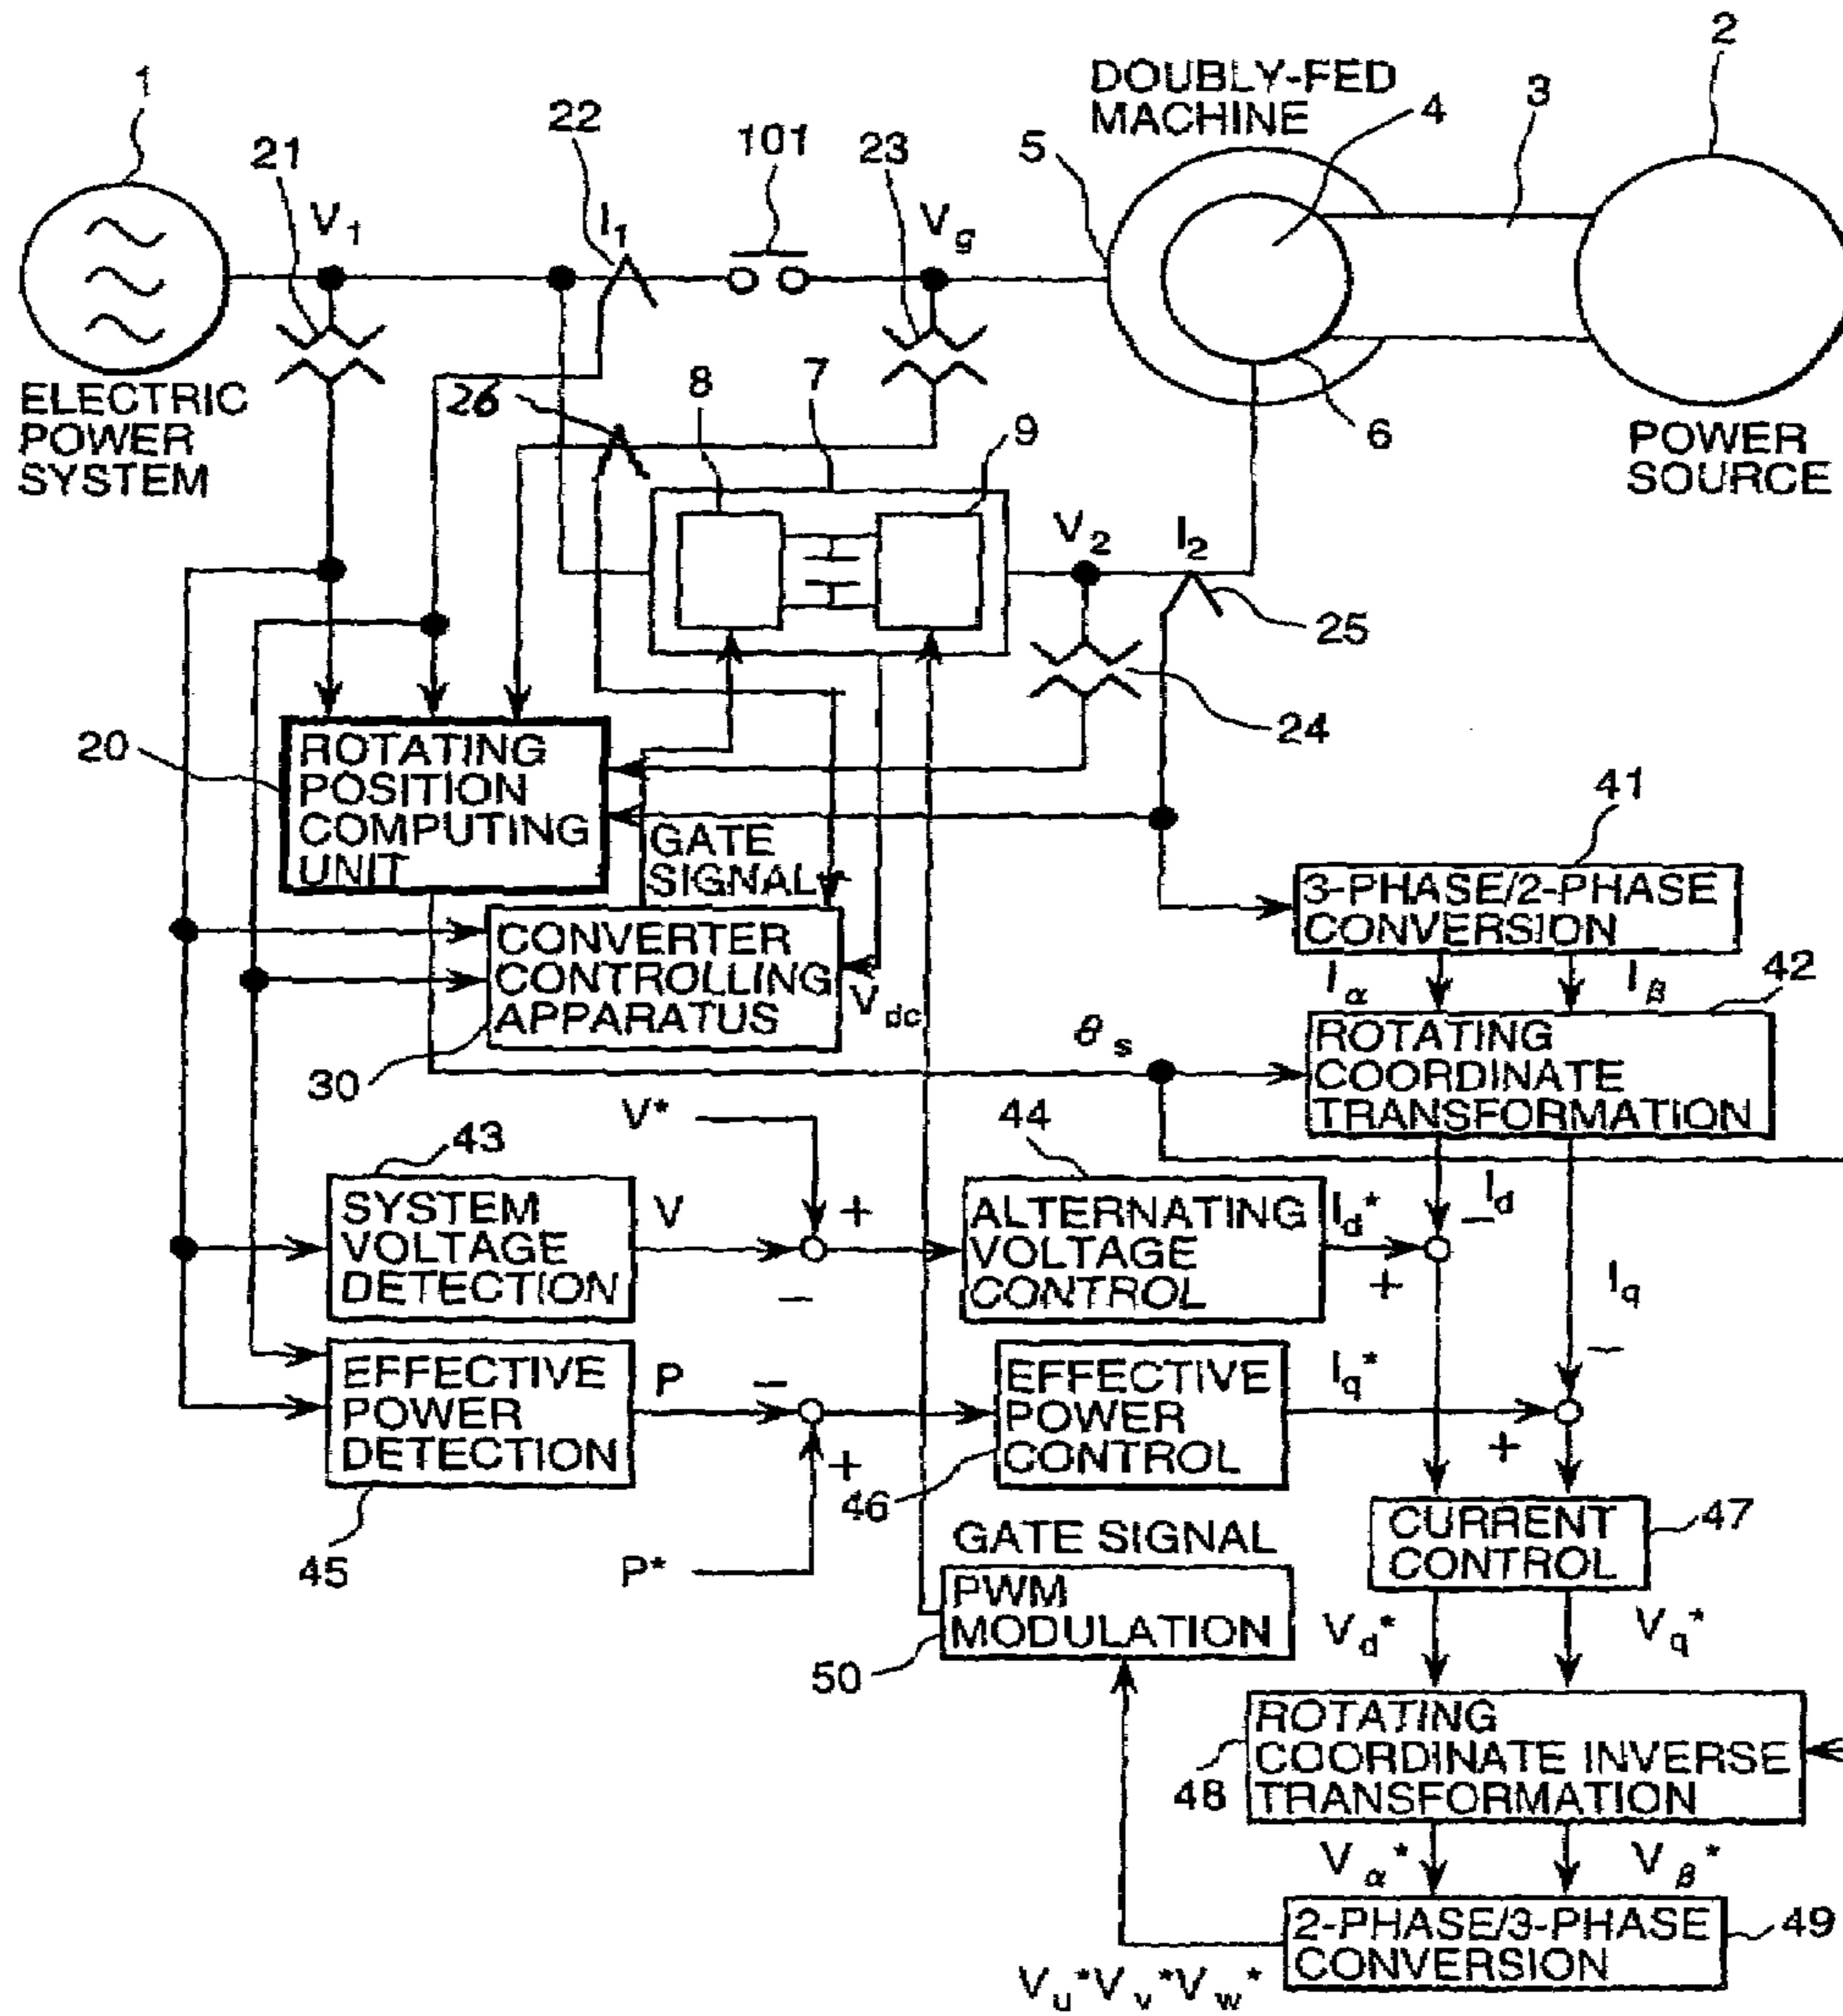 1
2
DOUBLY-FED
MACHINE
3
4
5
21
22
101
23
V₁
I₁
Vg
ELECTRIC
POWER
SYSTEM
26
8
7
9
6
POWER
SOURCE
V₂
I₂
25
24
20
ROTATING
POSITION
COMPUTING
UNIT
GATE
SIGNAL
41
3-PHASE/2-PHASE
CONVERSION
CONVERTER
CONTROLLING
APPARATUS
Vdc
30
Iα
Iβ
42
θs
ROTATING
COORDINATE
TRANSFORMATION
V*
43
44
SYSTEM
VOLTAGE
DETECTION
V
+
−
ALTERNATING
VOLTAGE
CONTROL
Id*
− Id
+
Iq
−
EFFECTIVE
POWER
DETECTION
P
−
+
EFFECTIVE
POWER
CONTROL
Iq*
+
45
P*
46
GATE SIGNAL
PWM
MODULATION
50
CURRENT
CONTROL
47
Vd*
Vq*
ROTATING
COORDINATE INVERSE
TRANSFORMATION
48
Vα*
Vβ*
2-PHASE/3-PHASE
CONVERSION
49
Vu*Vv*Vw*